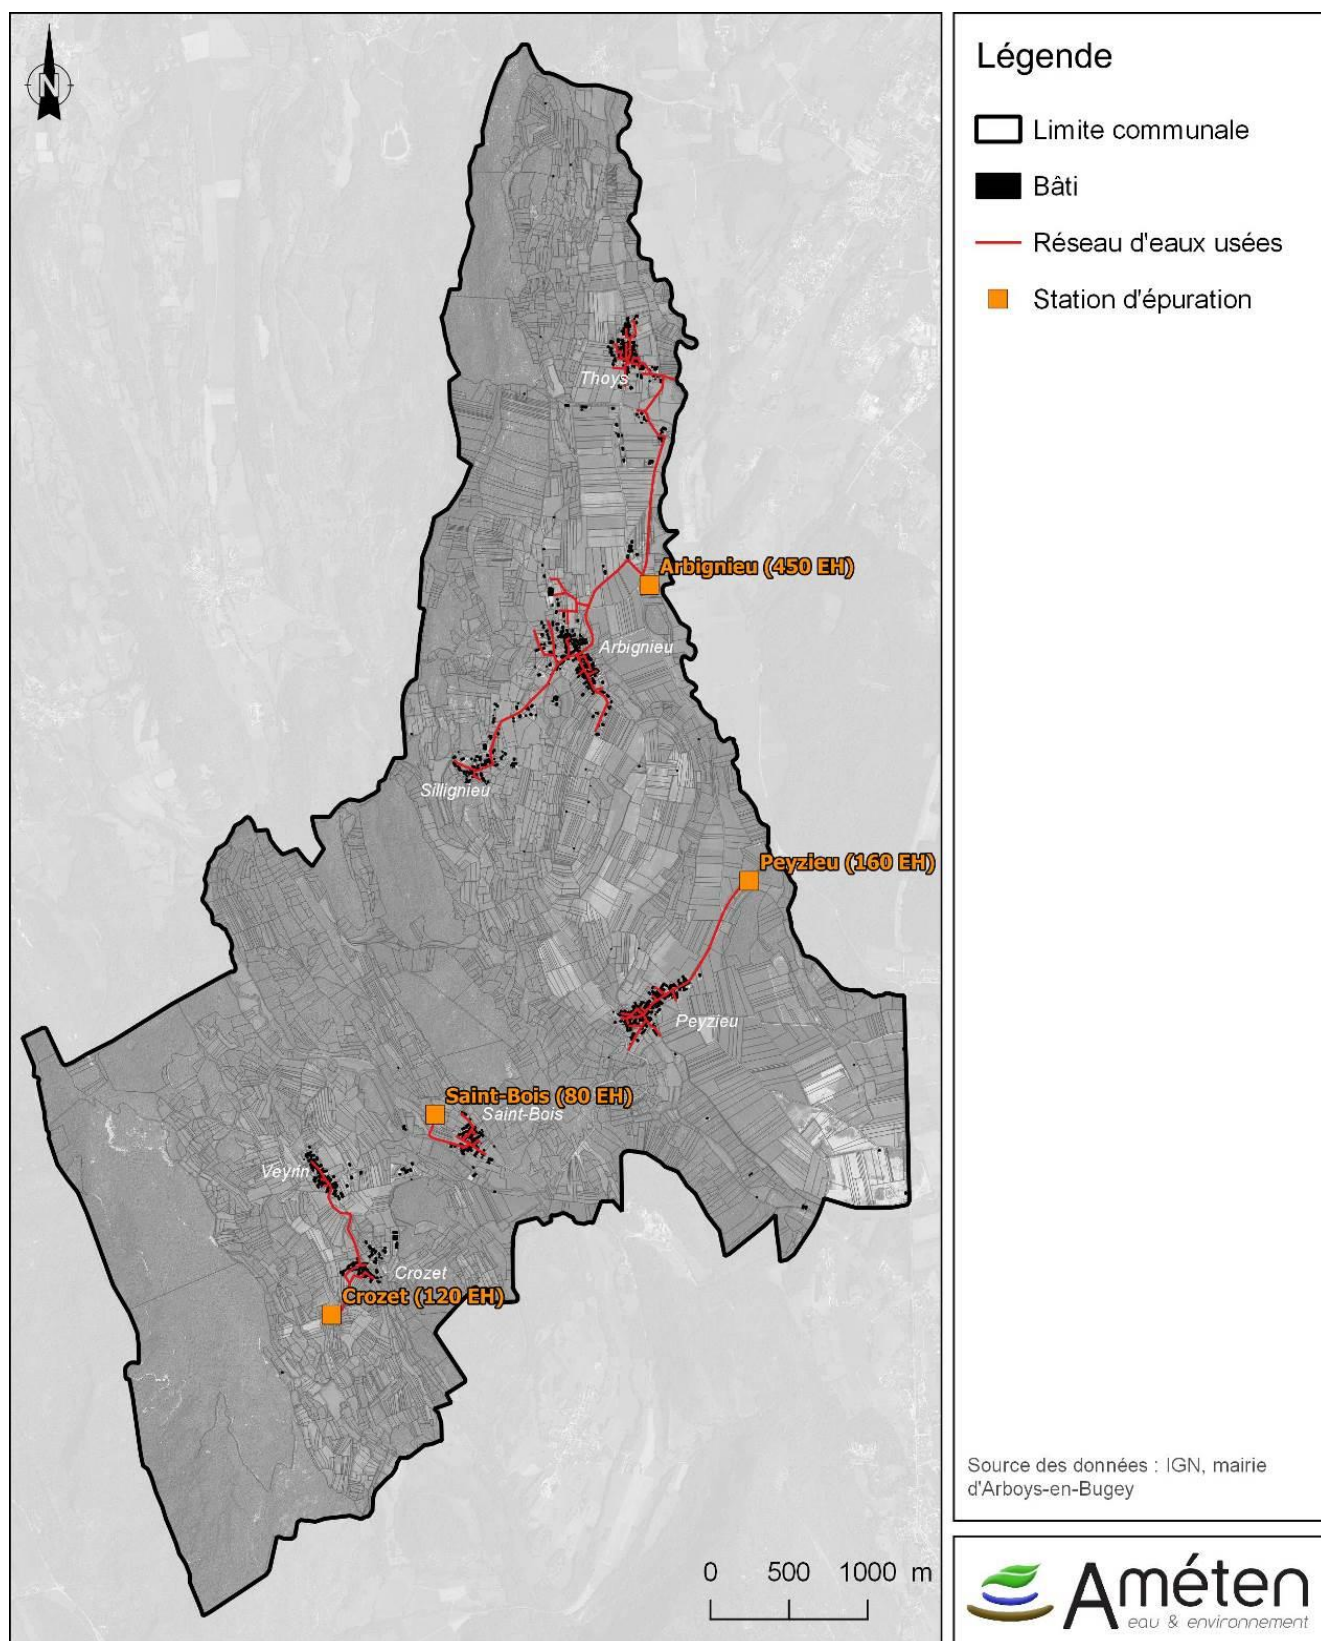 N
Thoys
Arbignieu (450 EH)
Arbignieu
Sillignieu
Peyzieu (160 EH)
Peyzieu
Saint-Bois (80 EH)
Saint-Bois
Veyrin
Crozet
Crozet (120 EH)
0 500 1000 m
Légende
Limite communale
Bâti
Réseau d'eaux usées
Station d'épuration
Source des données : IGN, mairie
d'Arboys-en-Bugey
Améten
eau & environnement